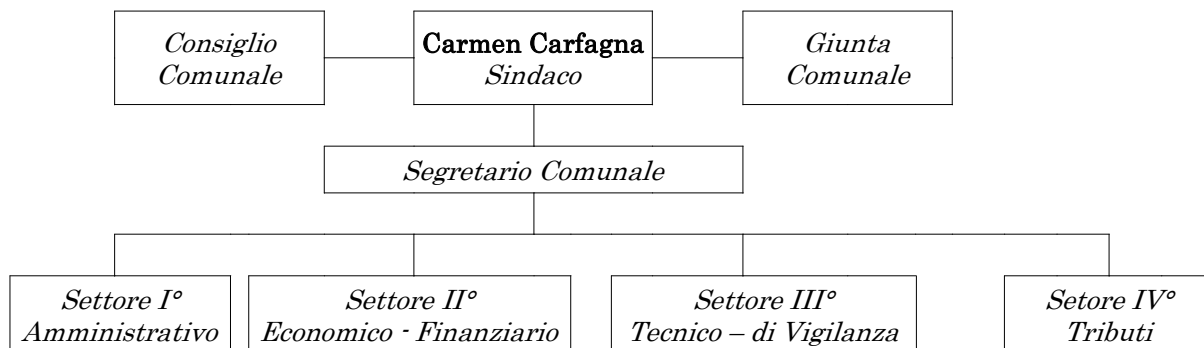 Consiglio
Comunale
Carmen Carfagna
Sindaco
Giunta
Comunale
Segretario Comunale
Settore I°
Amministrativo
Settore II°
Economico - Finanziario
Settore III°
Tecnico – di Vigilanza
Setore IV°
Tributi